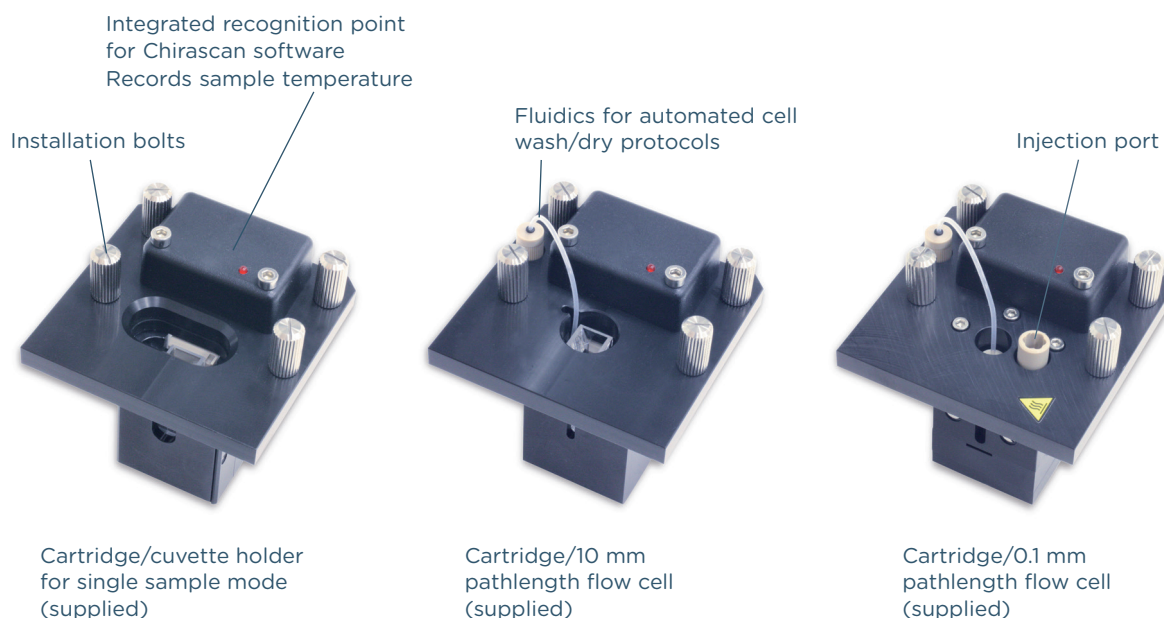 Integrated recognition point
for Chirascan software
Records sample temperature
Installation bolts
Fluidics for automated cell
wash/dry protocols
Injection port
Cartridge/cuvette holder
for single sample mode
(supplied)
Cartridge/10 mm
pathlength flow cell
(supplied)
Cartridge/0.1 mm
pathlength flow cell
(supplied)